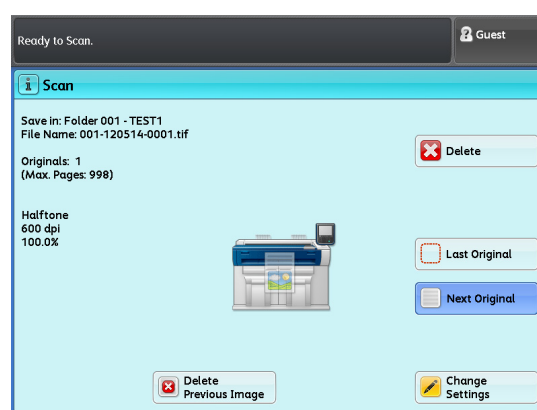 Ready to Scan.
Guest
Scan
Save in: Folder 001 - TEST1
File Name: 001-120514-0001.tif
Delete
Originals: 1
(Max. Pages: 998)
Halftone
600 dpi
100.0%
Last Original
Next Original
Delete
Previous Image
Change
Settings